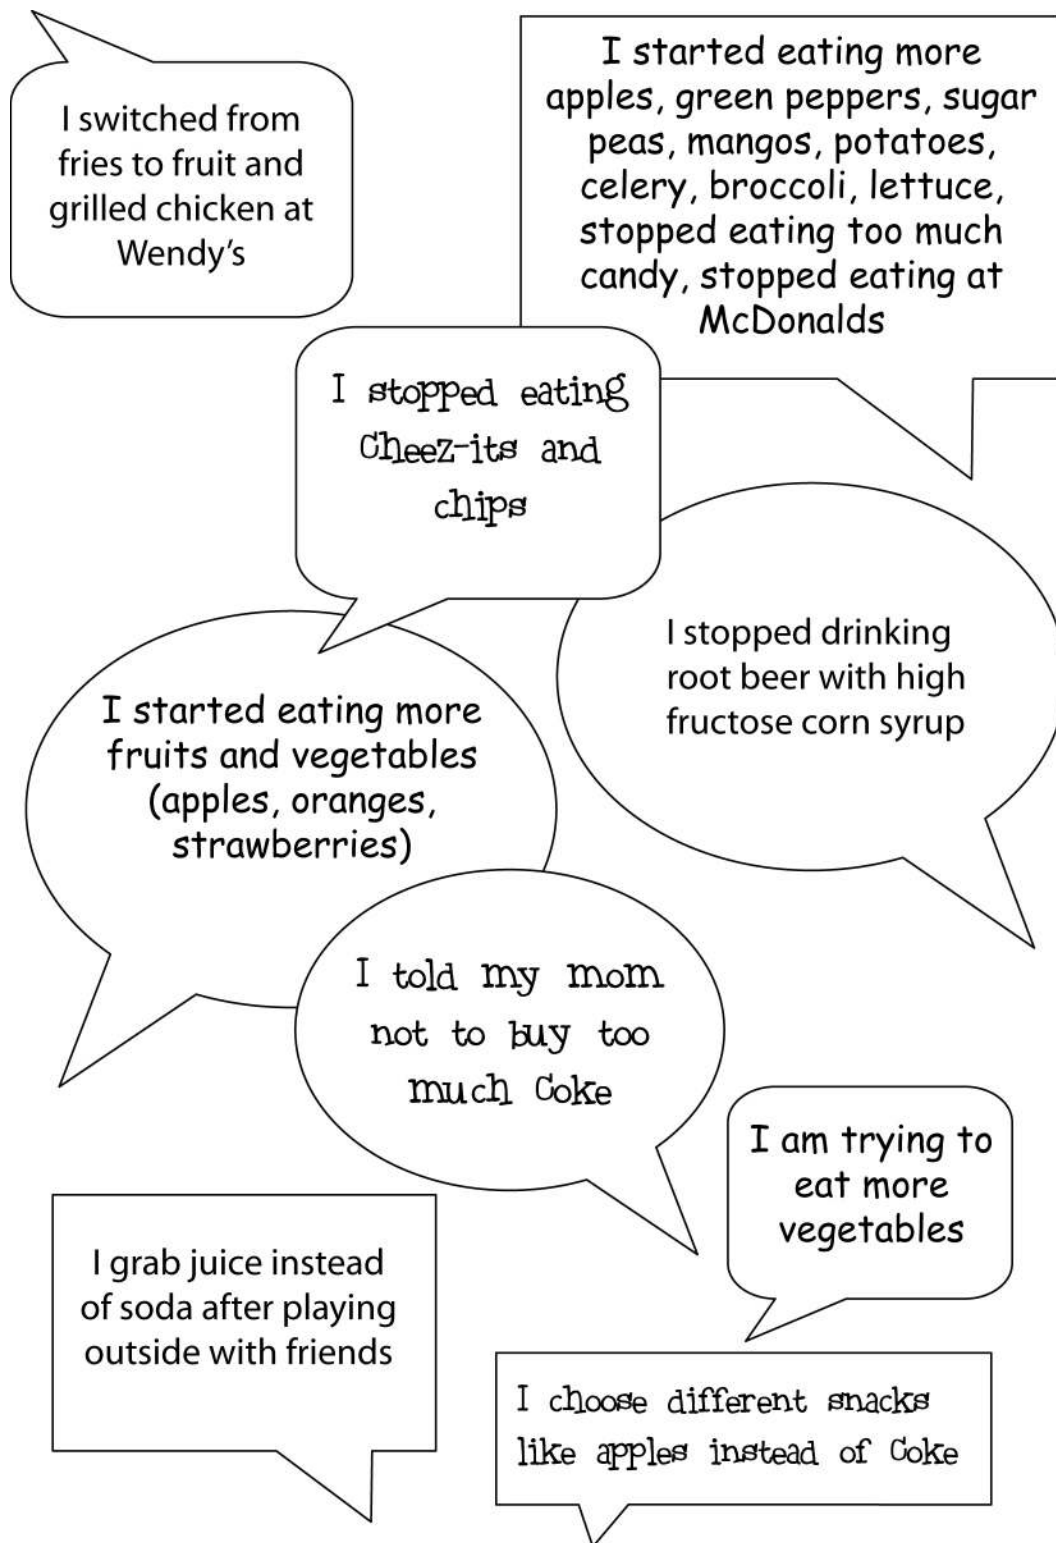 I switched from
fries to fruit and
grilled chicken at
Wendy's
I started eating more
apples, green peppers, sugar
peas, mangos, potatoes,
celery, broccoli, lettuce,
stopped eating too much
candy, stopped eating at
McDonalds
I stopped eating
Cheez-its and
chips
I stopped drinking
root beer with high
fructose corn syrup
I started eating more
fruits and vegetables
(apples, oranges,
strawberries)
I told my mom
not to buy too
much Coke
I am trying to
eat more
vegetables
I grab juice instead
of soda after playing
outside with friends
I choose different snacks
like apples instead of Coke